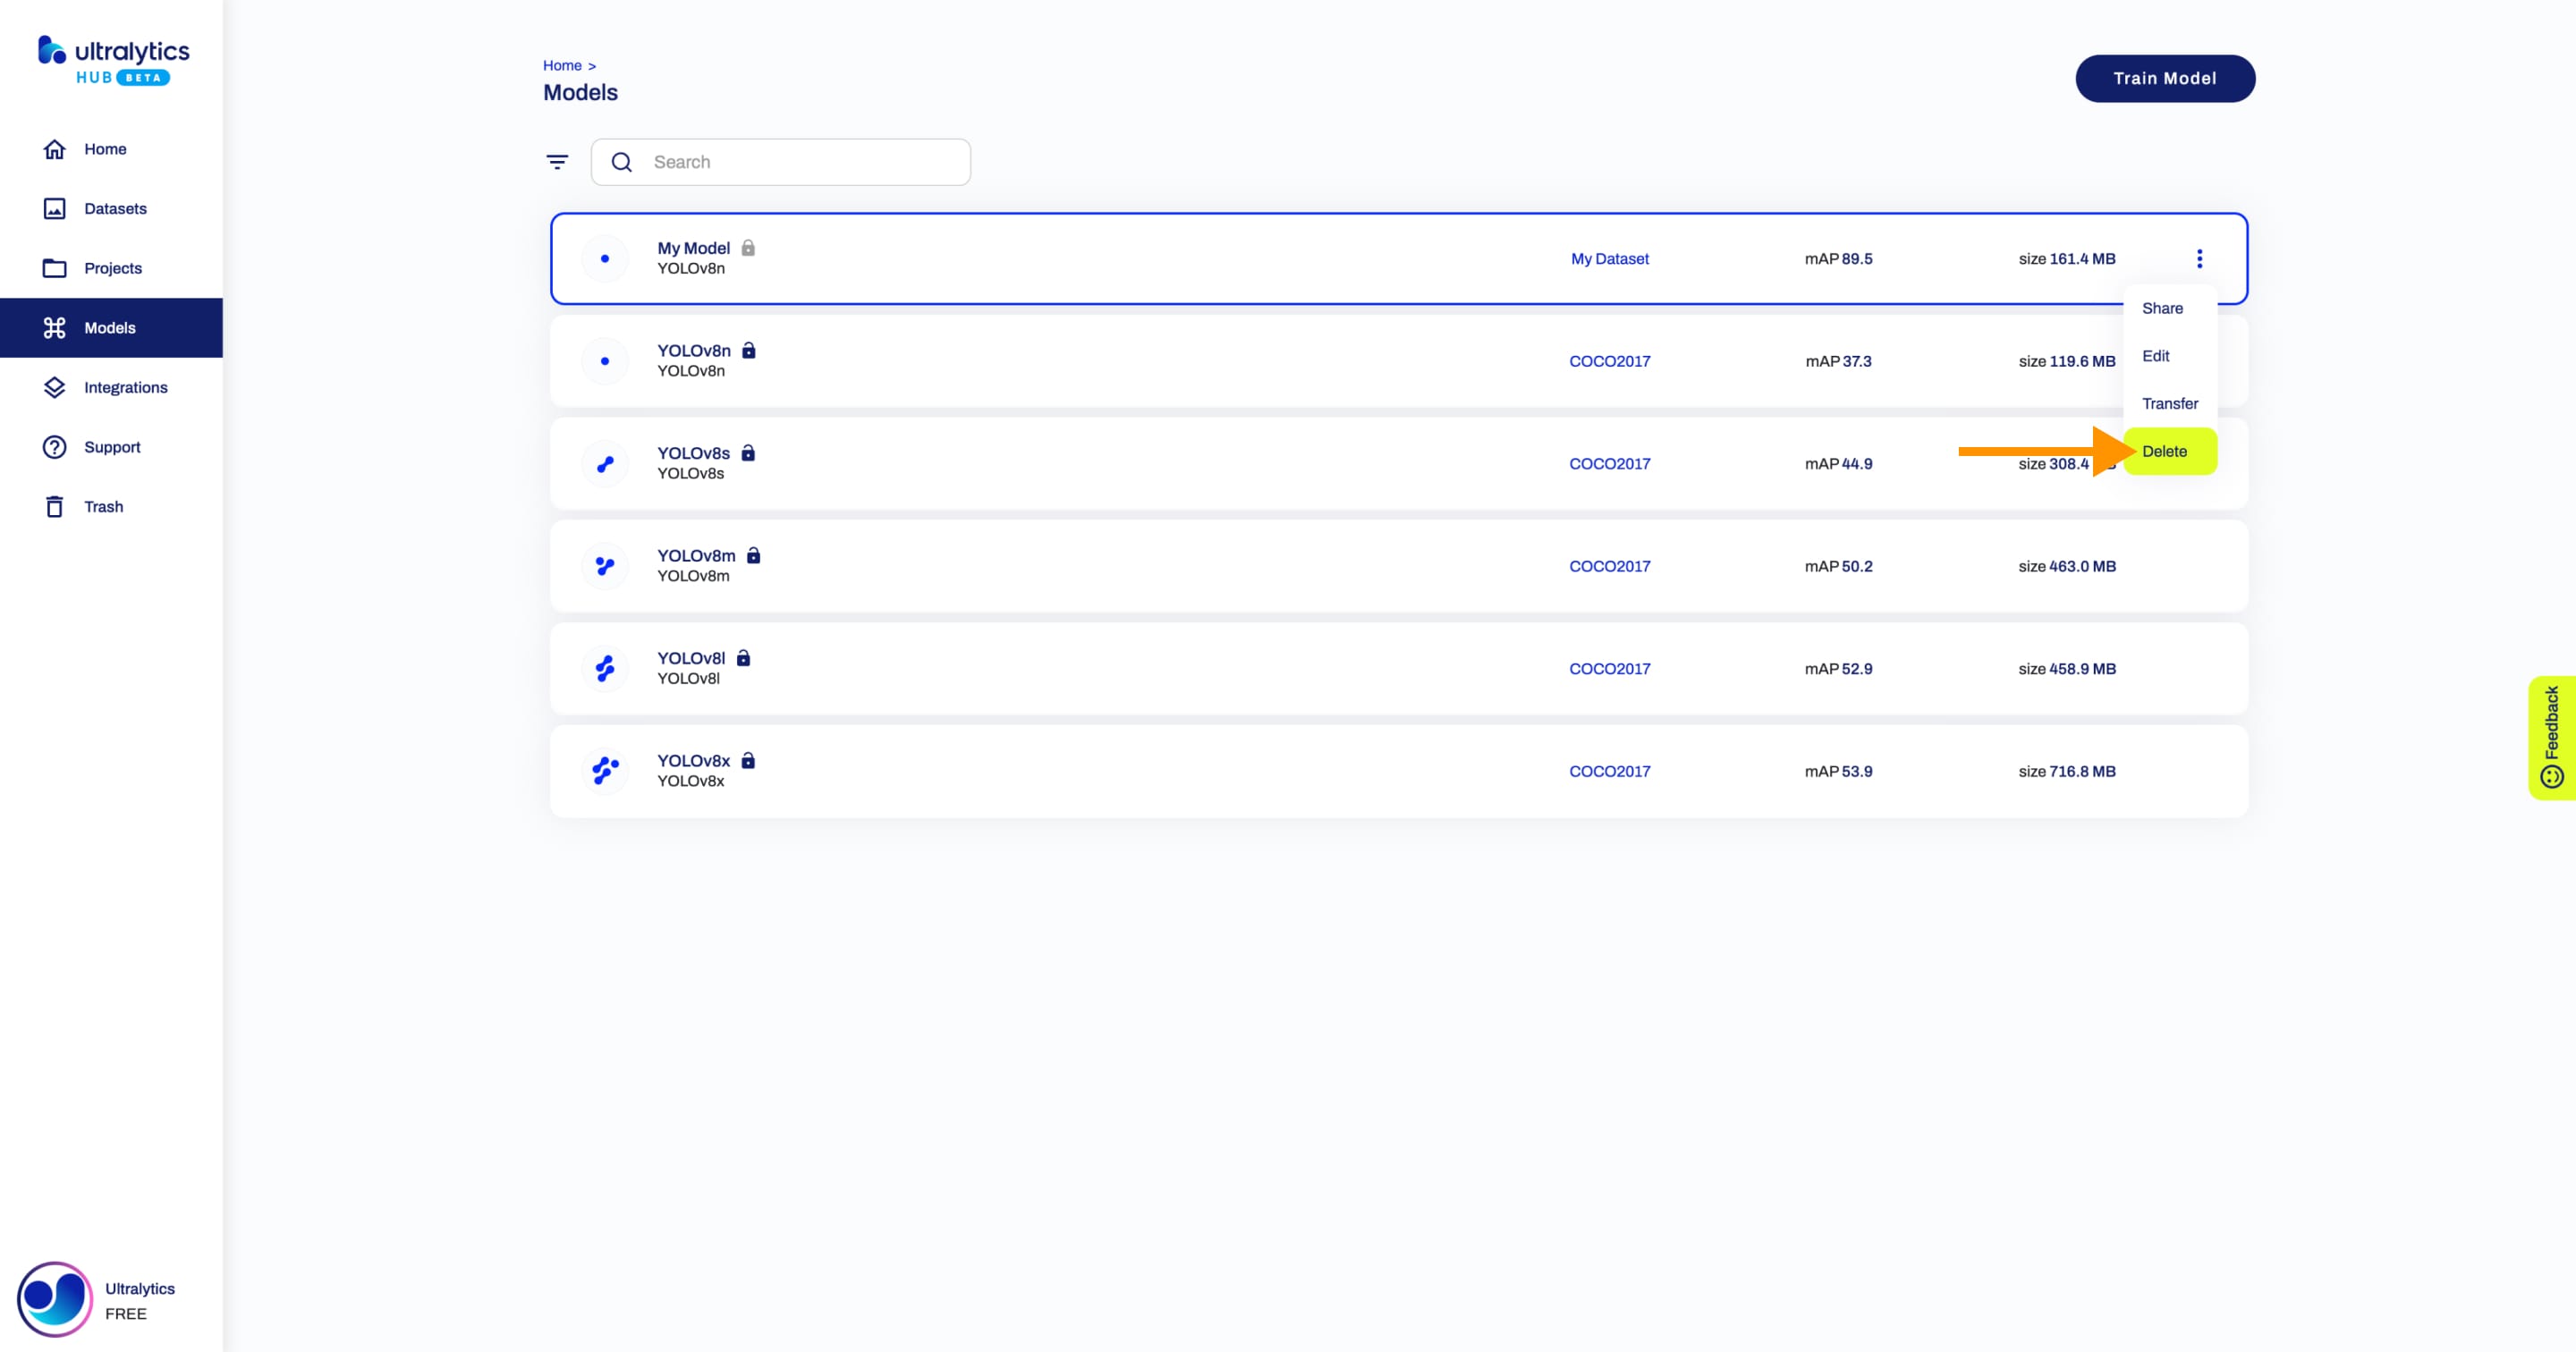 ultralytics
HUB BETA
Home
Datasets
Projects
Models
Integrations
Support
Trash
Ultralytics
FREE
Home >
Models
Train Model
Search
My Model
YOLOv8n
My Dataset
mAP 89.5
size 161.4 MB
Share
Edit
Transfer
Delete
YOLOv8n
YOLOv8n
COCO2017
mAP 37.3
size 119.6 MB
YOLOv8s
YOLOv8s
COCO2017
mAP 44.9
size 308.4
YOLOv8m
YOLOv8m
COCO2017
mAP 50.2
size 463.0 MB
YOLOv8l
YOLOv8l
COCO2017
mAP 52.9
size 458.9 MB
YOLOv8x
YOLOv8x
COCO2017
mAP 53.9
size 716.8 MB
Feedback